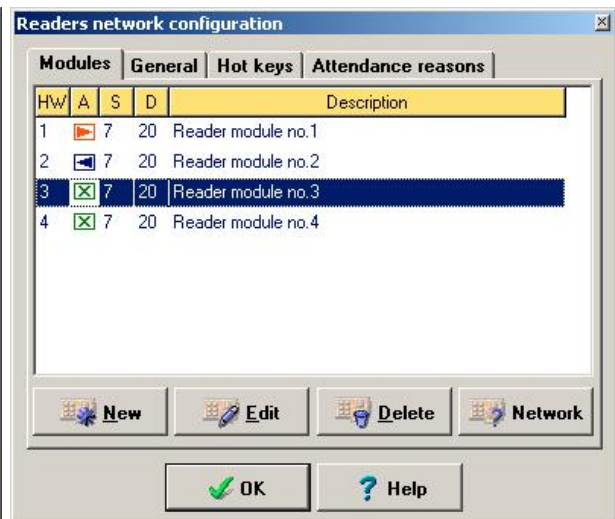 Readers network configuration
Modules General Hot keys Attendance reasons
HW A S D Description
1 7 20 Reader module no.1
2 7 20 Reader module no.2
3 7 20 Reader module no.3
4 7 20 Reader module no.4
New Edit Delete Network
OK Help